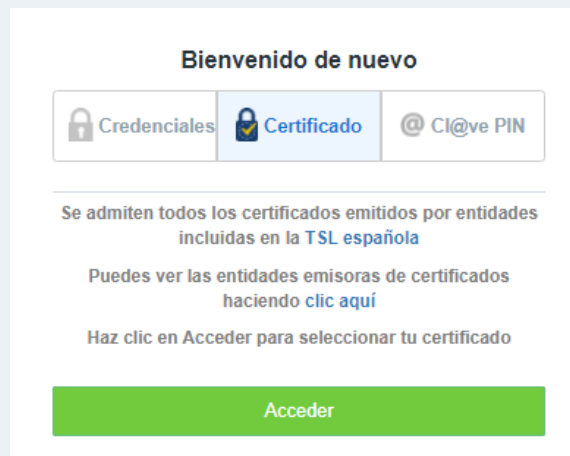 Bienvenido de nuevo
Credenciales Certificado @ Cl@ve PIN
Se admiten todos los certificados emitidos por entidades
incluidas en la TSL española
Puedes ver las entidades emisoras de certificados
haciendo clic aquí
Haz clic en Acceder para seleccionar tu certificado
Acceder